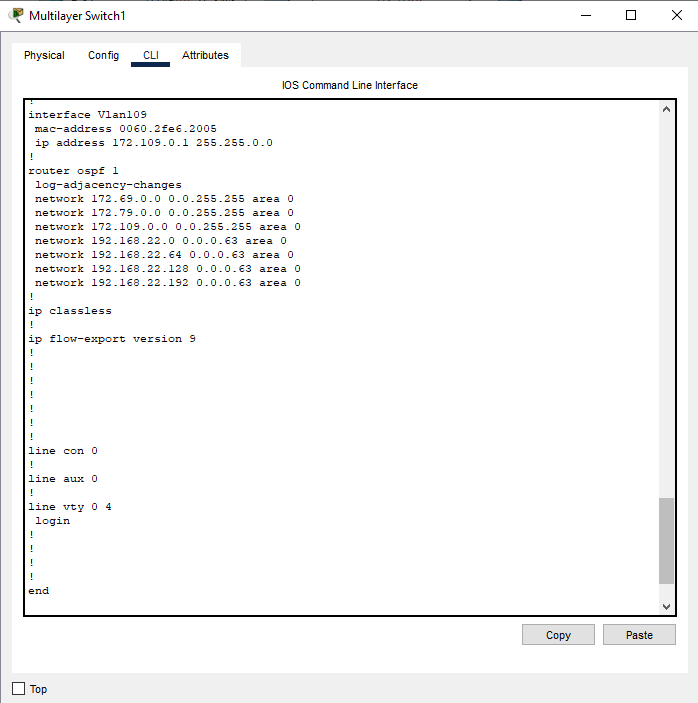 Multilayer Switch1
Physical Config CLI Attributes
IOS Command Line Interface
!
interface Vlan109
mac-address 0060.2fe6.2005
ip address 172.109.0.1 255.255.0.0
!
router ospf 1
log-adjacency-changes
network 172.69.0.0 0.0.255.255 area 0
network 172.79.0.0 0.0.255.255 area 0
network 172.109.0.0 0.0.255.255 area 0
network 192.168.22.0 0.0.0.63 area 0
network 192.168.22.64 0.0.0.63 area 0
network 192.168.22.128 0.0.0.63 area 0
network 192.168.22.192 0.0.0.63 area 0
!
ip classless
!
ip flow-export version 9
!
!
!
!
!
!
!
line con 0
!
line aux 0
!
line vty 0 4
login
!
!
!
!
end
Copy Paste
Top